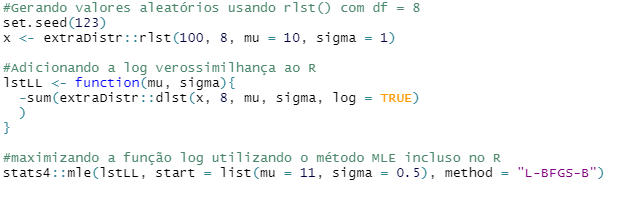 #Gerando valores aleatórios usando rlst() com df = 8
set.seed(123)
x <- extraDistr::rlst(100, 8, mu = 10, sigma = 1)
#Adicionando a log verossimilhança ao R
lstLL <- function(mu, sigma){
-sum(extraDistr::dlst(x, 8, mu, sigma, log = TRUE)
)
}
#maximizando a função log utilizando o método MLE incluso no R
stats4::mle(lstLL, start = list(mu = 11, sigma = 0.5), method = "L-BFGS-B")